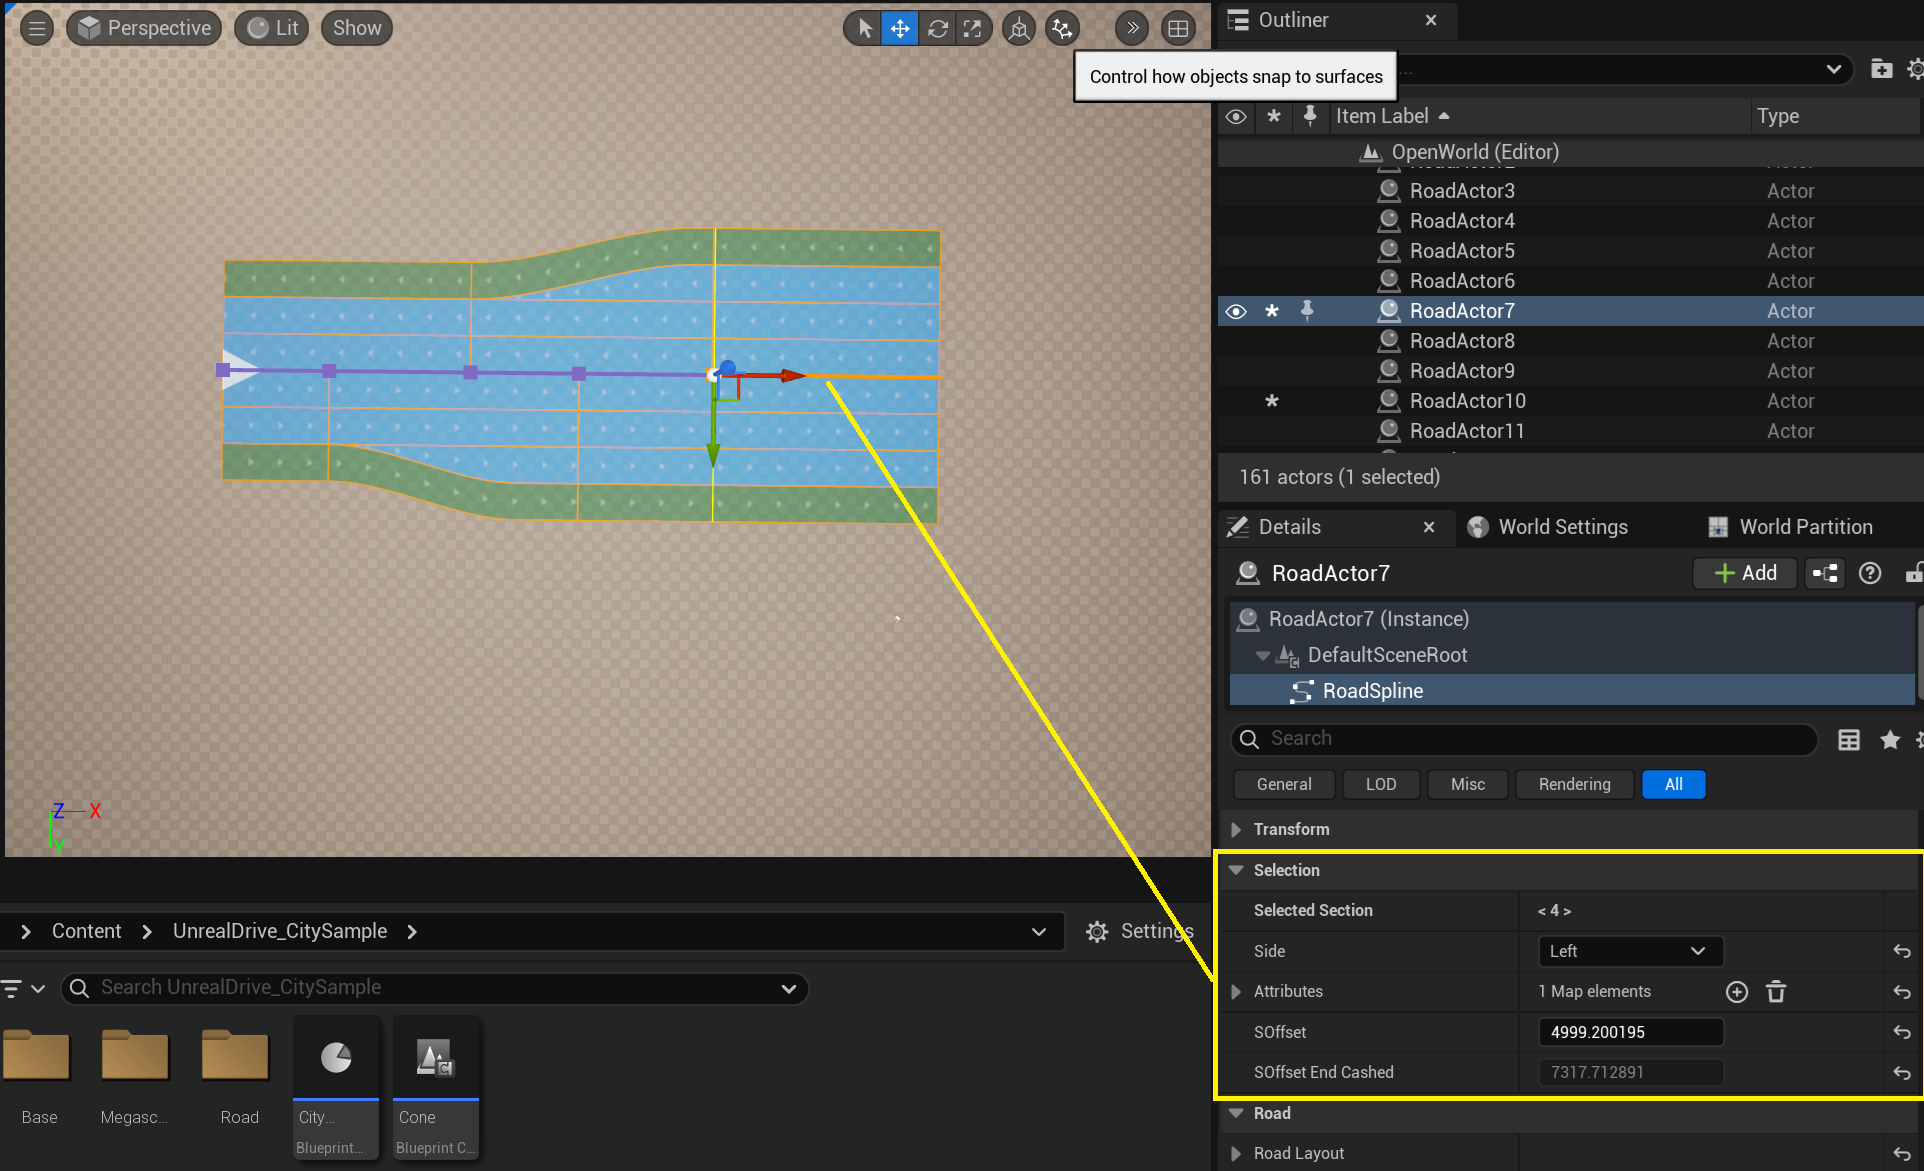 Perspective
Lit
Show
Control how objects snap to surfaces
Outliner
Item Label
Type
OpenWorld (Editor)
RoadActor3 Actor
RoadActor4 Actor
RoadActor5 Actor
RoadActor6 Actor
RoadActor7 Actor
RoadActor8 Actor
RoadActor9 Actor
RoadActor10 Actor
RoadActor11 Actor
161 actors (1 selected)
Details
World Settings
World Partition
RoadActor7
Add
RoadActor7 (Instance)
DefaultSceneRoot
RoadSpline
Search
General
LOD
Misc
Rendering
All
Transform
Selection
Selected Section < 4 >
Side Left
Attributes 1 Map elements
SOffset 4999.200195
SOffset End Cashed 7317.712891
Road
Road Layout
Z X
Y
Content
UnrealDrive_CitySample
Settings
Search UnrealDrive_CitySample
Base
Megasc...
Road
City...
Blueprint...
Cone
Blueprint C...